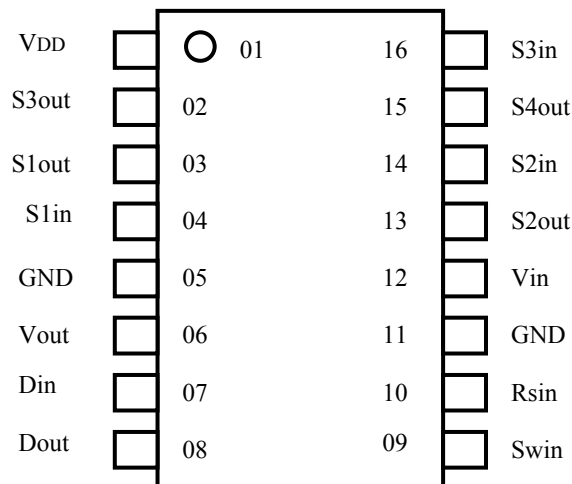 VDD 01 16 S3in
S3out 02 15 S4out
S1out 03 14 S2in
S1in 04 13 S2out
GND 05 12 Vin
Vout 06 11 GND
Din 07 10 Rsin
Dout 08 09 Swin